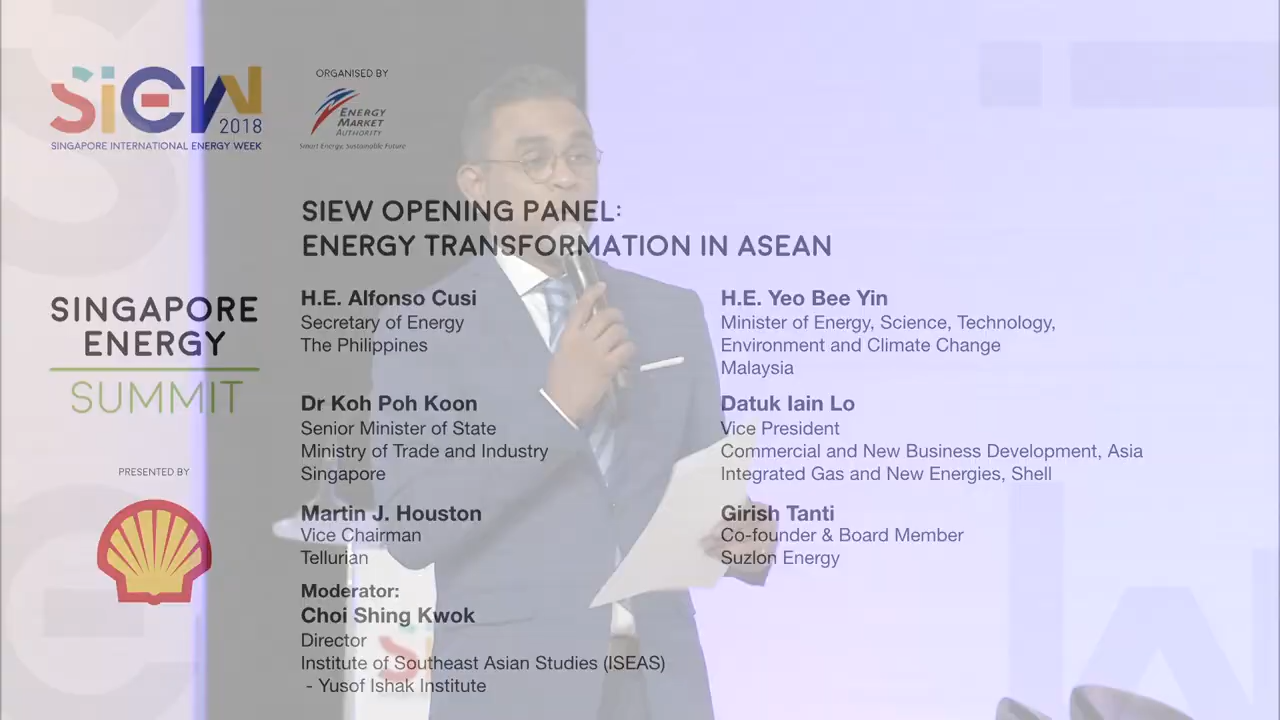 SiEW
2018
SINGAPORE INTERNATIONAL ENERGY WEEK
ORGANISED BY
ENERGY
MARKET
AUTHORITY
Smart Energy, Sustainable Future
SIEW OPENING PANEL:
ENERGY TRANSFORMATION IN ASEAN
SINGAPORE
ENERGY
SUMMIT
PRESENTED BY
H.E. Alfonso Cusi
Secretary of Energy
The Philippines
H.E. Yeo Bee Yin
Minister of Energy, Science, Technology,
Environment and Climate Change
Malaysia
Dr Koh Poh Koon
Senior Minister of State
Ministry of Trade and Industry
Singapore
Datuk Iain Lo
Vice President
Commercial and New Business Development, Asia
Integrated Gas and New Energies, Shell
Martin J. Houston
Vice Chairman
Tellurian
Girish Tanti
Co-founder & Board Member
Suzlon Energy
Moderator:
Choi Shing Kwok
Director
Institute of Southeast Asian Studies (ISEAS)
- Yusof Ishak Institute